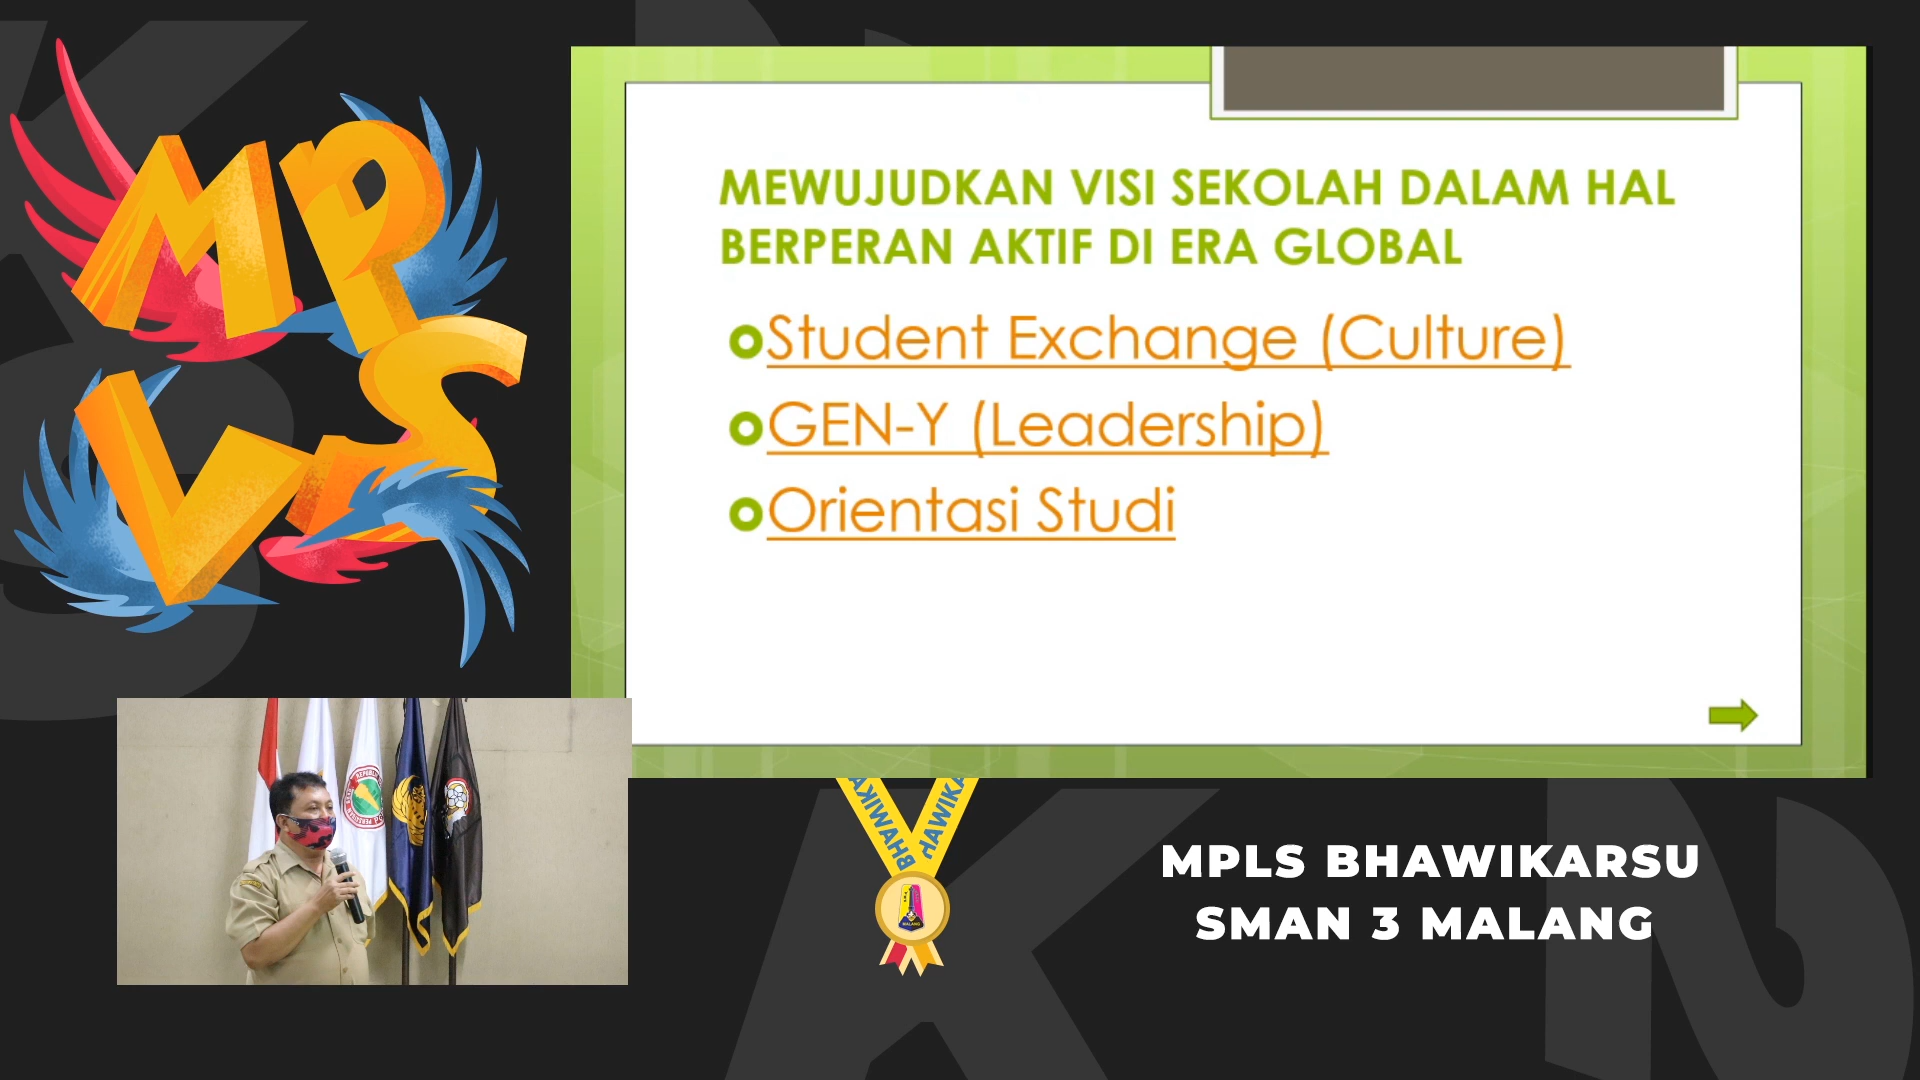 MPLS
MEWUJUDKAN VISI SEKOLAH DALAM HAL
BERPERAN AKTIF DI ERA GLOBAL
Student Exchange (Culture)
GEN-Y (Leadership)
Orientasi Studi
MALANG
MPLS BHAWIKARSU
SMAN 3 MALANG